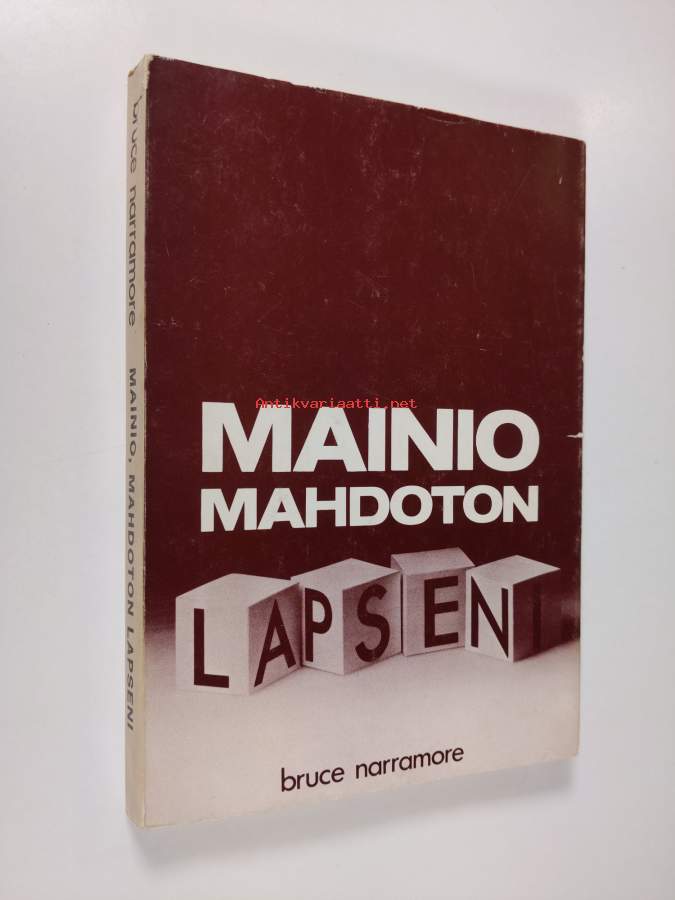 bruce narramore MAINIO, MAHDOTON LAPSENI
Antikvariaatti.net
MAINIO
MAHDOTON
LAPSENI
bruce narramore